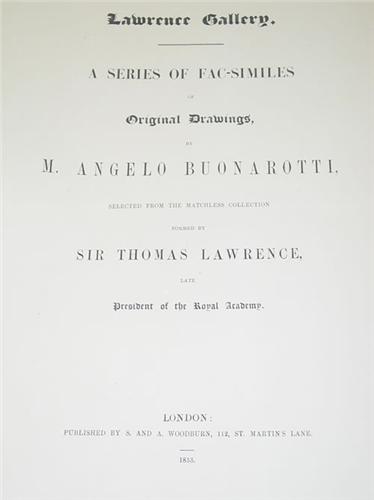 Lawrence Gallery.
A SERIES OF FAC-SIMILES
OF
Original Drawings,
BY
M. ANGELO BUONAROTTI,
SELECTED FROM THE MATCHLESS COLLECTION
FORMED BY
SIR THOMAS LAWRENCE,
LATE
President of the Royal Academy.
LONDON:
PUBLISHED BY S. AND A. WOODBURN, 112, ST. MARTIN'S LANE.
1853.